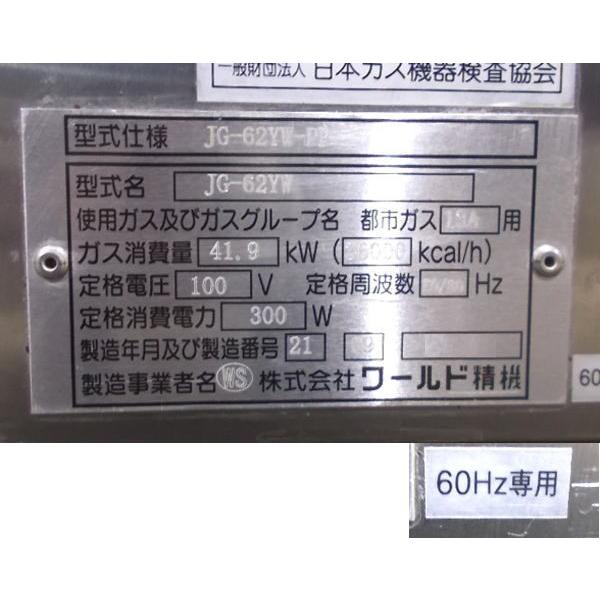 一般財団法人 日本ガス機器検査協会
型式仕様 JG-62YW-
型式名 JG-62YW
使用ガス及びガスグループ名 都市ガス 13A 用
ガス消費量 41.9 kW ( 36000 kcal/h)
定格電圧 100 V 定格周波数 50/60 Hz
定格消費電力 300 W
製造年月及び製造番号 21 9
製造事業者名 WS 株式会社 ワールド精機
60
60Hz専用